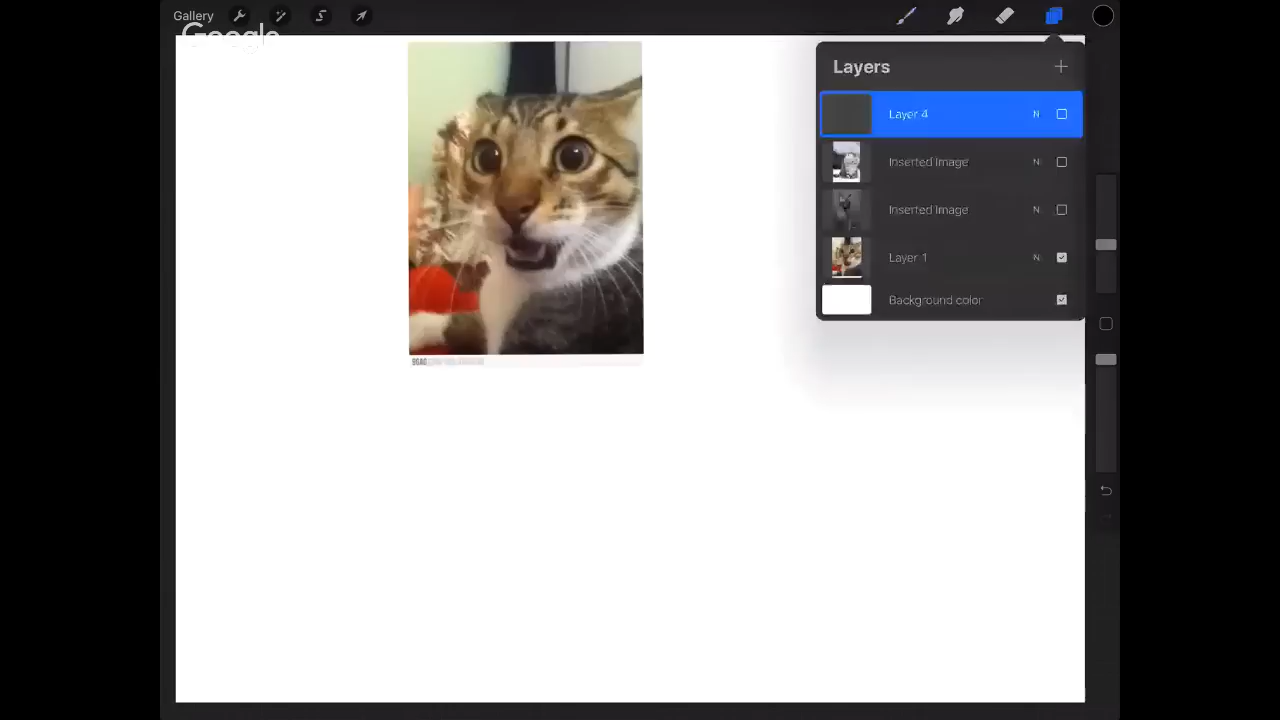 Gallery
Google
Layers
Layer 4 N
Inserted Image N
Inserted Image N
Layer 1 N
Background color